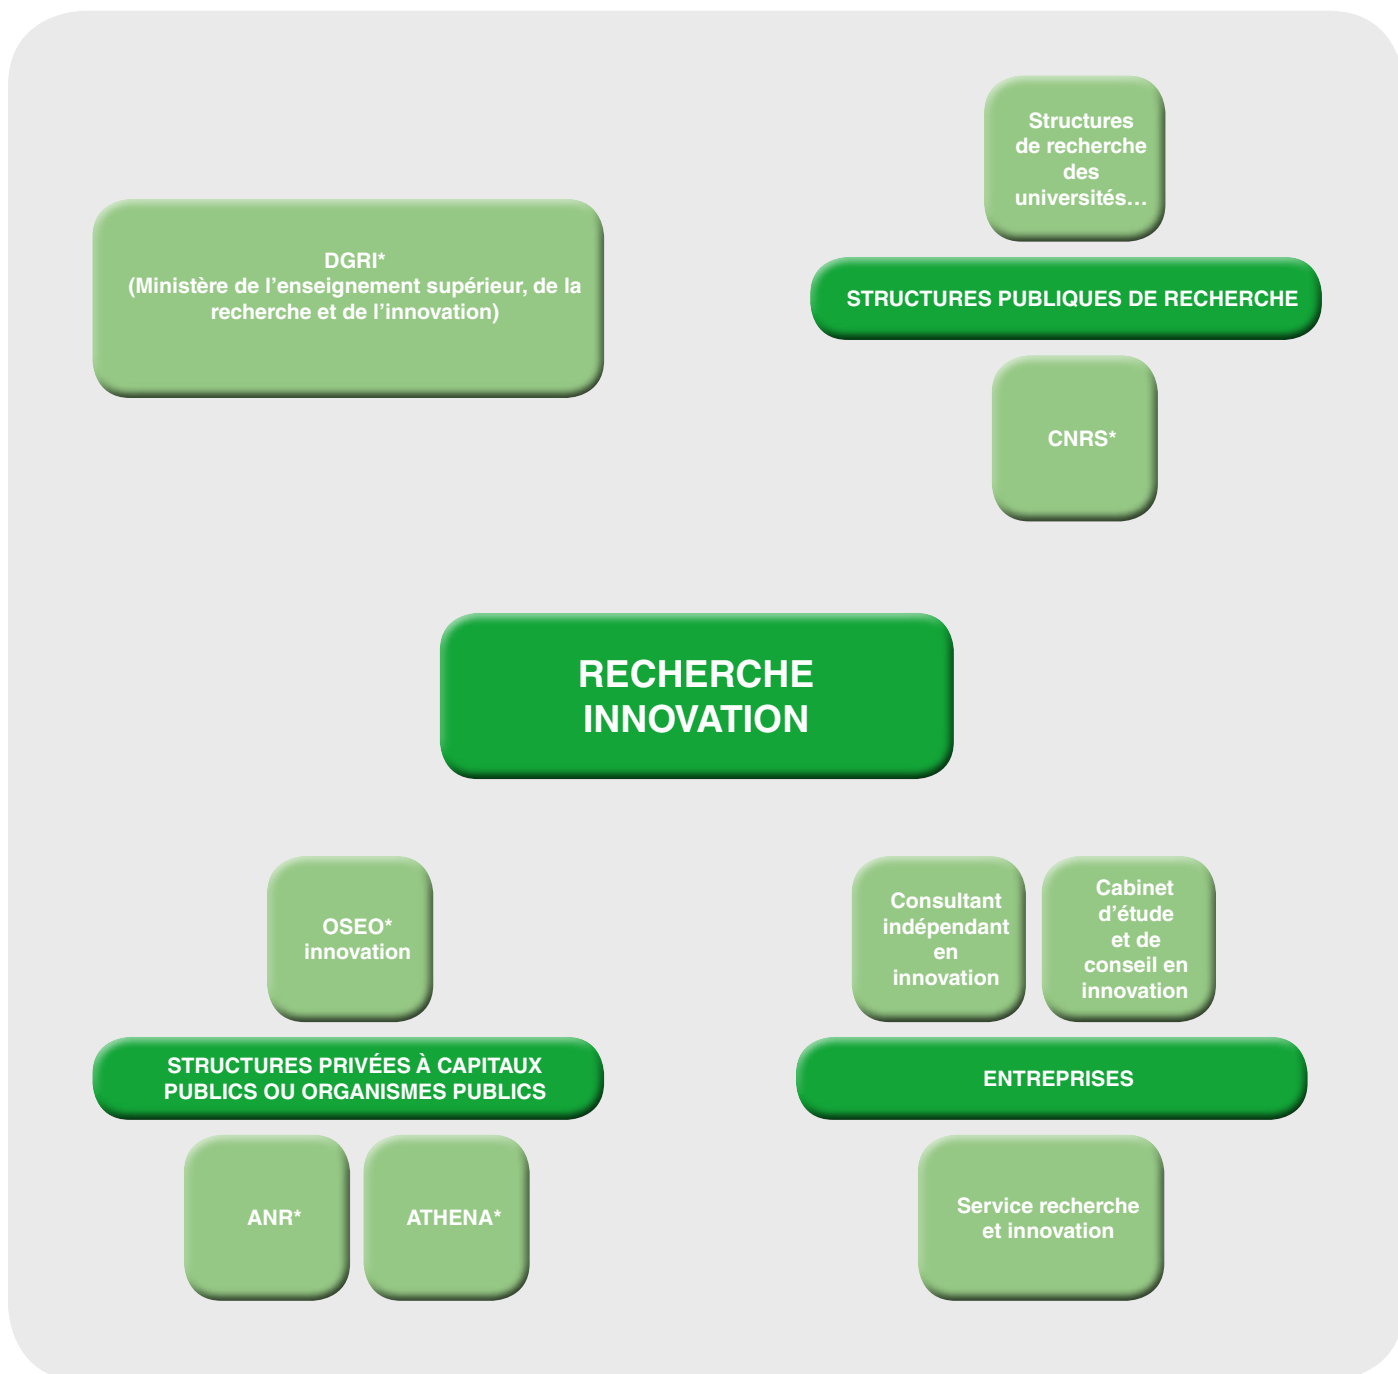 DGRI*
(Ministère de l’enseignement supérieur, de la
recherche et de l’innovation)
Structures
de recherche
des
universités…
STRUCTURES PUBLIQUES DE RECHERCHE
CNRS*
RECHERCHE
INNOVATION
OSEO*
innovation
STRUCTURES PRIVÉES À CAPITAUX
PUBLICS OU ORGANISMES PUBLICS
ANR*
ATHENA*
Consultant
indépendant
en
innovation
Cabinet
d’étude
et de
conseil en
innovation
ENTREPRISES
Service recherche
et innovation